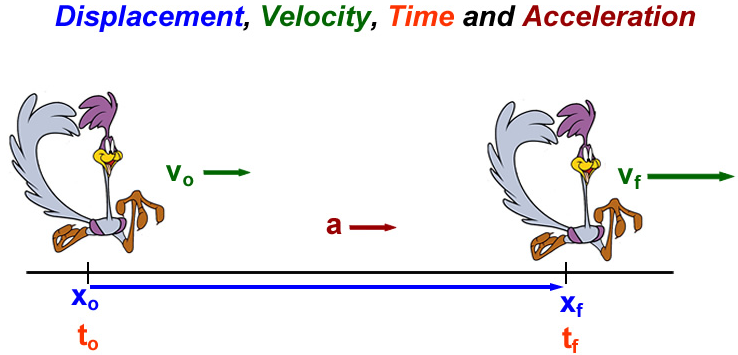 Displacement, Velocity, Time and Acceleration
vo
vf
a
xo
xf
to
tf